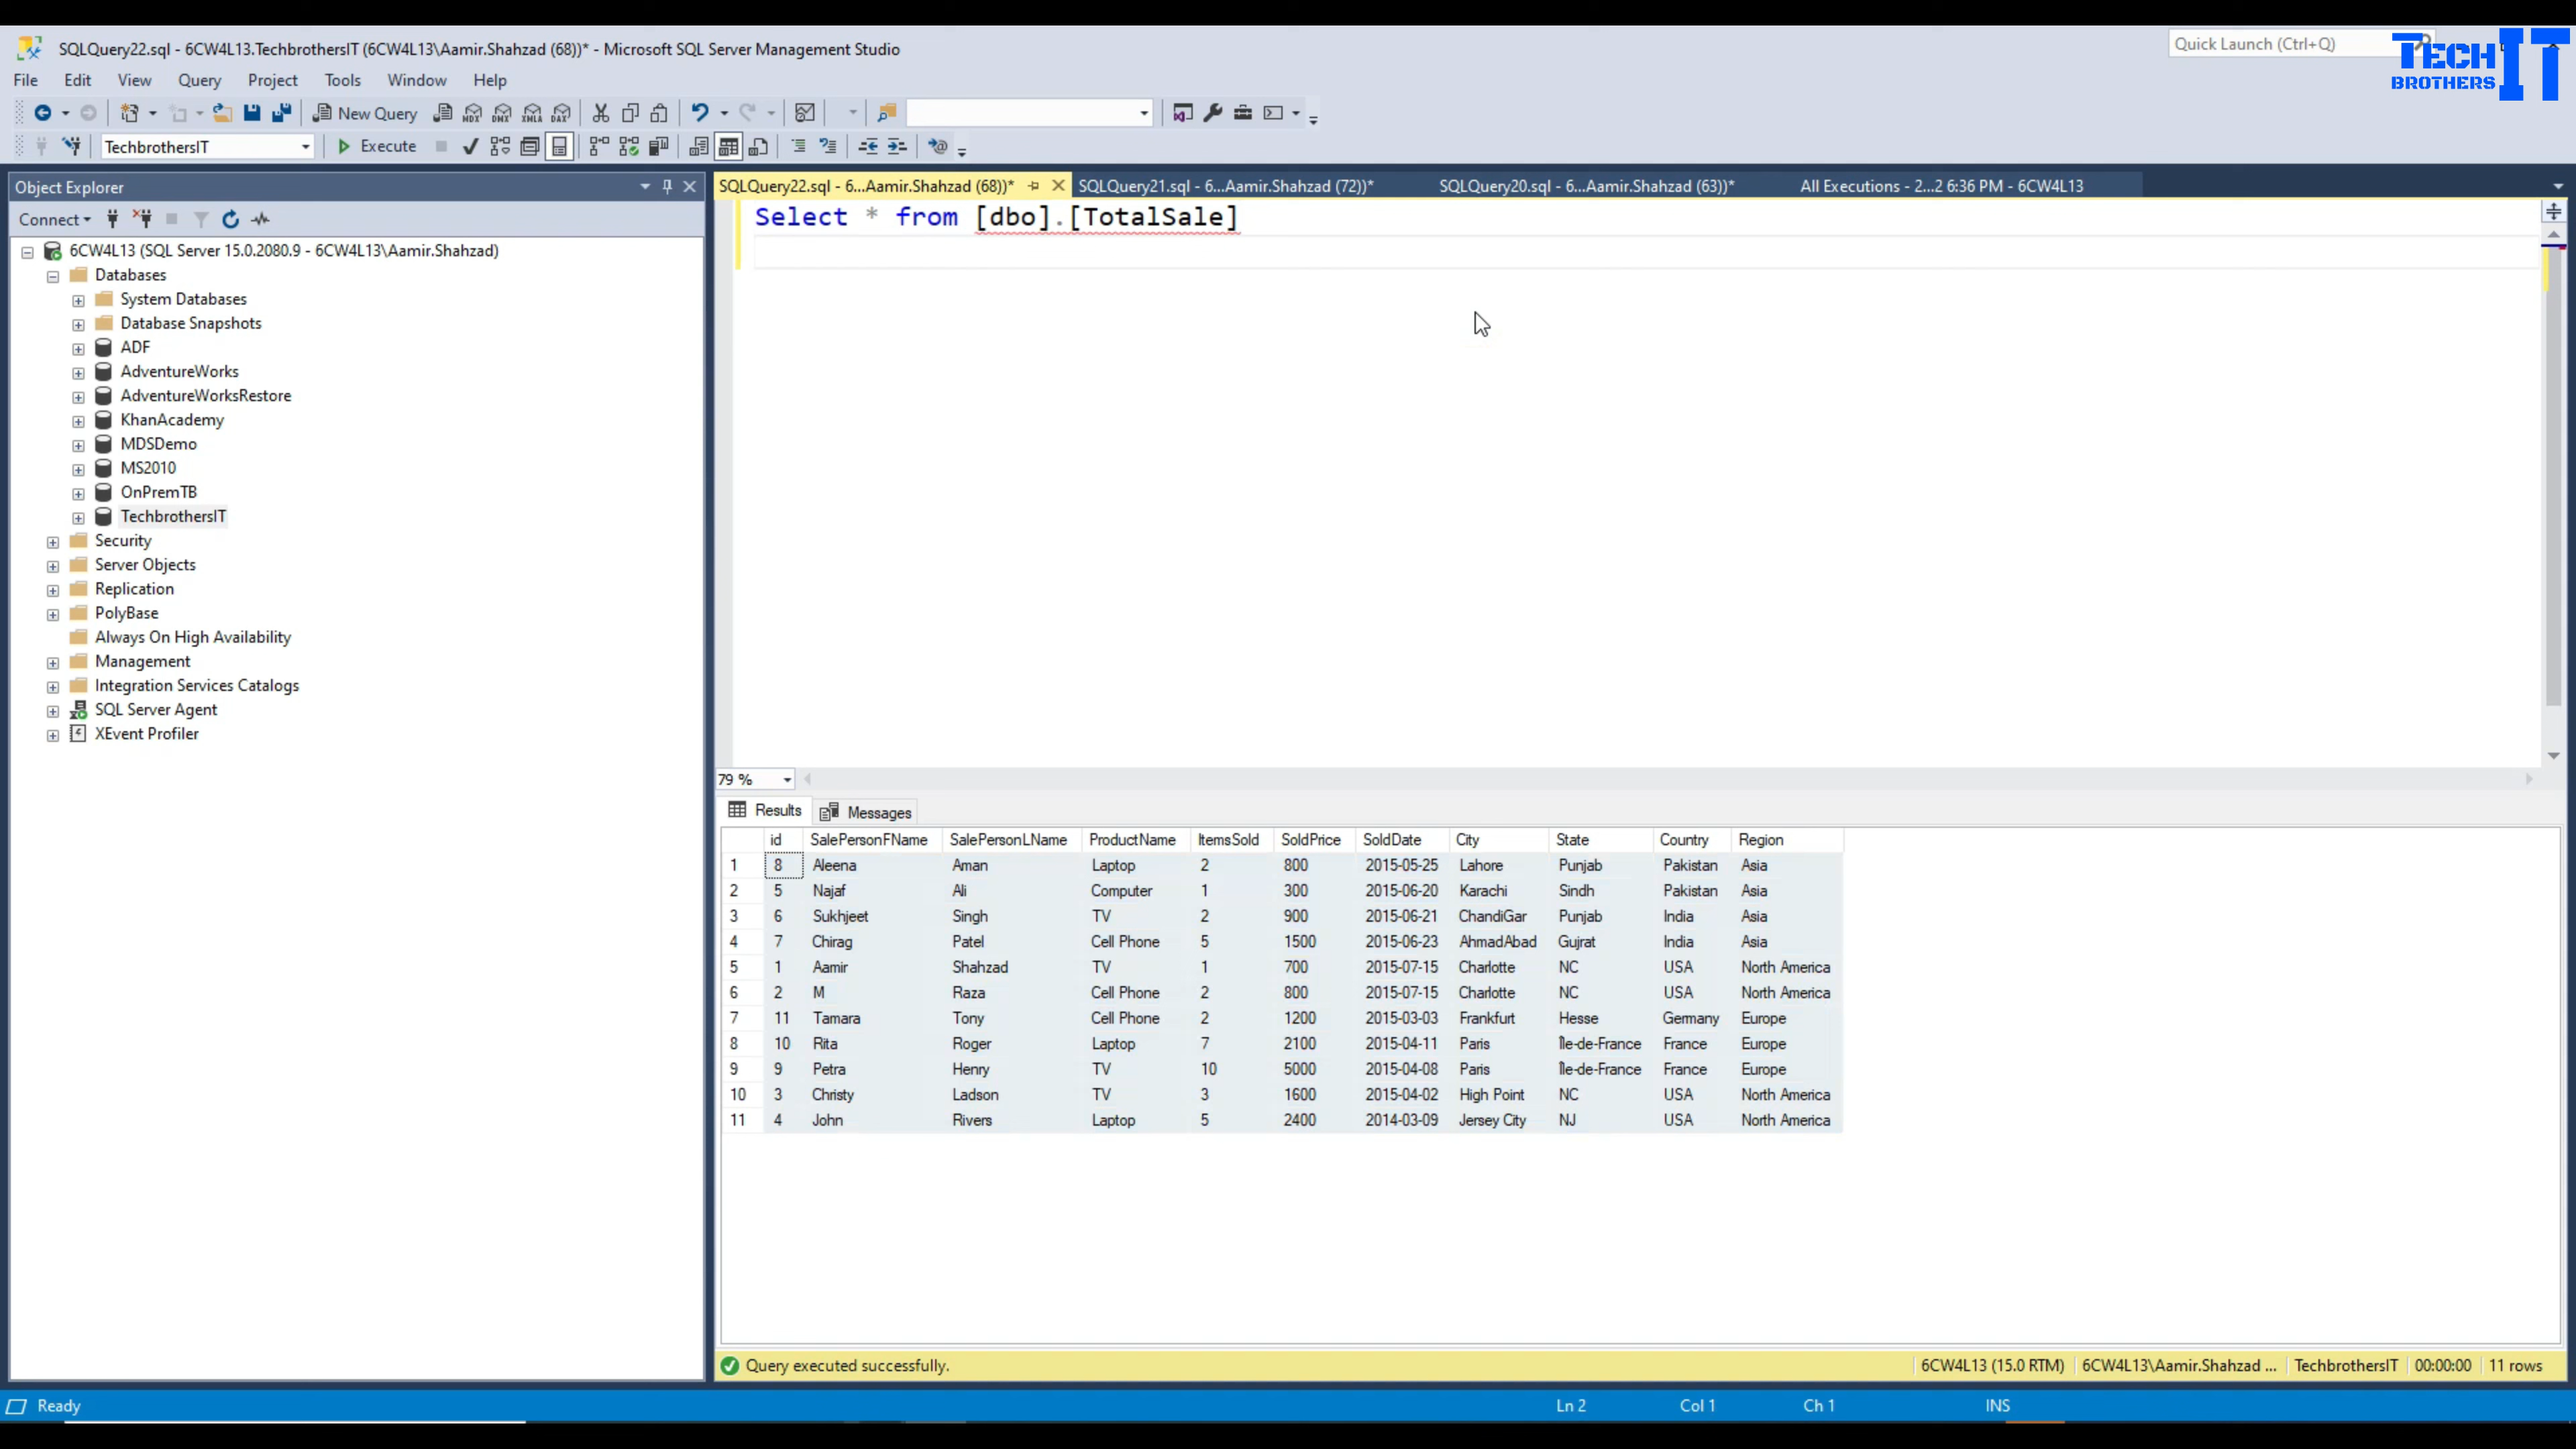 SQLQuery22.sql - 6CW4L13.TechbrothersIT (6CW4L13\Aamir.Shahzad (68))* - Microsoft SQL Server Management Studio
Quick Launch (Ctrl+Q)
TECH BROTHERS IT
File Edit View Query Project Tools Window Help
New Query MDX DMX XMLA DAX
TechbrothersIT Execute
Object Explorer
SQLQuery22.sql - 6...Aamir.Shahzad (68))* SQLQuery21.sql - 6...Aamir.Shahzad (72))* SQLQuery20.sql - 6...Aamir.Shahzad (63))* All Executions - 2...2 6:36 PM - 6CW4L13
Connect
Select * from [dbo].[TotalSale]
6CW4L13 (SQL Server 15.0.2080.9 - 6CW4L13\Aamir.Shahzad)
Databases
System Databases
Database Snapshots
ADF
AdventureWorks
AdventureWorksRestore
KhanAcademy
MDSDemo
MS2010
OnPremTB
TechbrothersIT
Security
Server Objects
Replication
PolyBase
Always On High Availability
Management
Integration Services Catalogs
SQL Server Agent
XEvent Profiler
79 %
Results Messages
id SalePersonFName SalePersonLName ProductName ItemsSold SoldPrice SoldDate City State Country Region
1 8 Aleena Aman Laptop 2 800 2015-05-25 Lahore Punjab Pakistan Asia
2 5 Najaf Ali Computer 1 300 2015-06-20 Karachi Sindh Pakistan Asia
3 6 Sukhjeet Singh TV 2 900 2015-06-21 ChandiGar Punjab India Asia
4 7 Chirag Patel Cell Phone 5 1500 2015-06-23 AhmadAbad Gujrat India Asia
5 1 Aamir Shahzad TV 1 700 2015-07-15 Charlotte NC USA North America
6 2 M Raza Cell Phone 2 800 2015-07-15 Charlotte NC USA North America
7 11 Tamara Tony Cell Phone 2 1200 2015-03-03 Frankfurt Hesse Germany Europe
8 10 Rita Roger Laptop 7 2100 2015-04-11 Paris Île-de-France France Europe
9 9 Petra Henry TV 10 5000 2015-04-08 Paris Île-de-France France Europe
10 3 Christy Ladson TV 3 1600 2015-04-02 High Point NC USA North America
11 4 John Rivers Laptop 5 2400 2014-03-09 Jersey City NJ USA North America
Query executed successfully. 6CW4L13 (15.0 RTM) 6CW4L13\Aamir.Shahzad ... TechbrothersIT 00:00:00 11 rows
Ready Ln 2 Col 1 Ch 1 INS